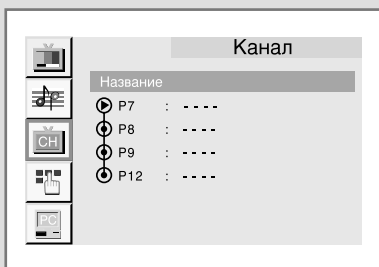 Канал
Название
P7 : - - - -
P8 : - - - -
CH
P9 : - - - -
P12 : - - - -
PC